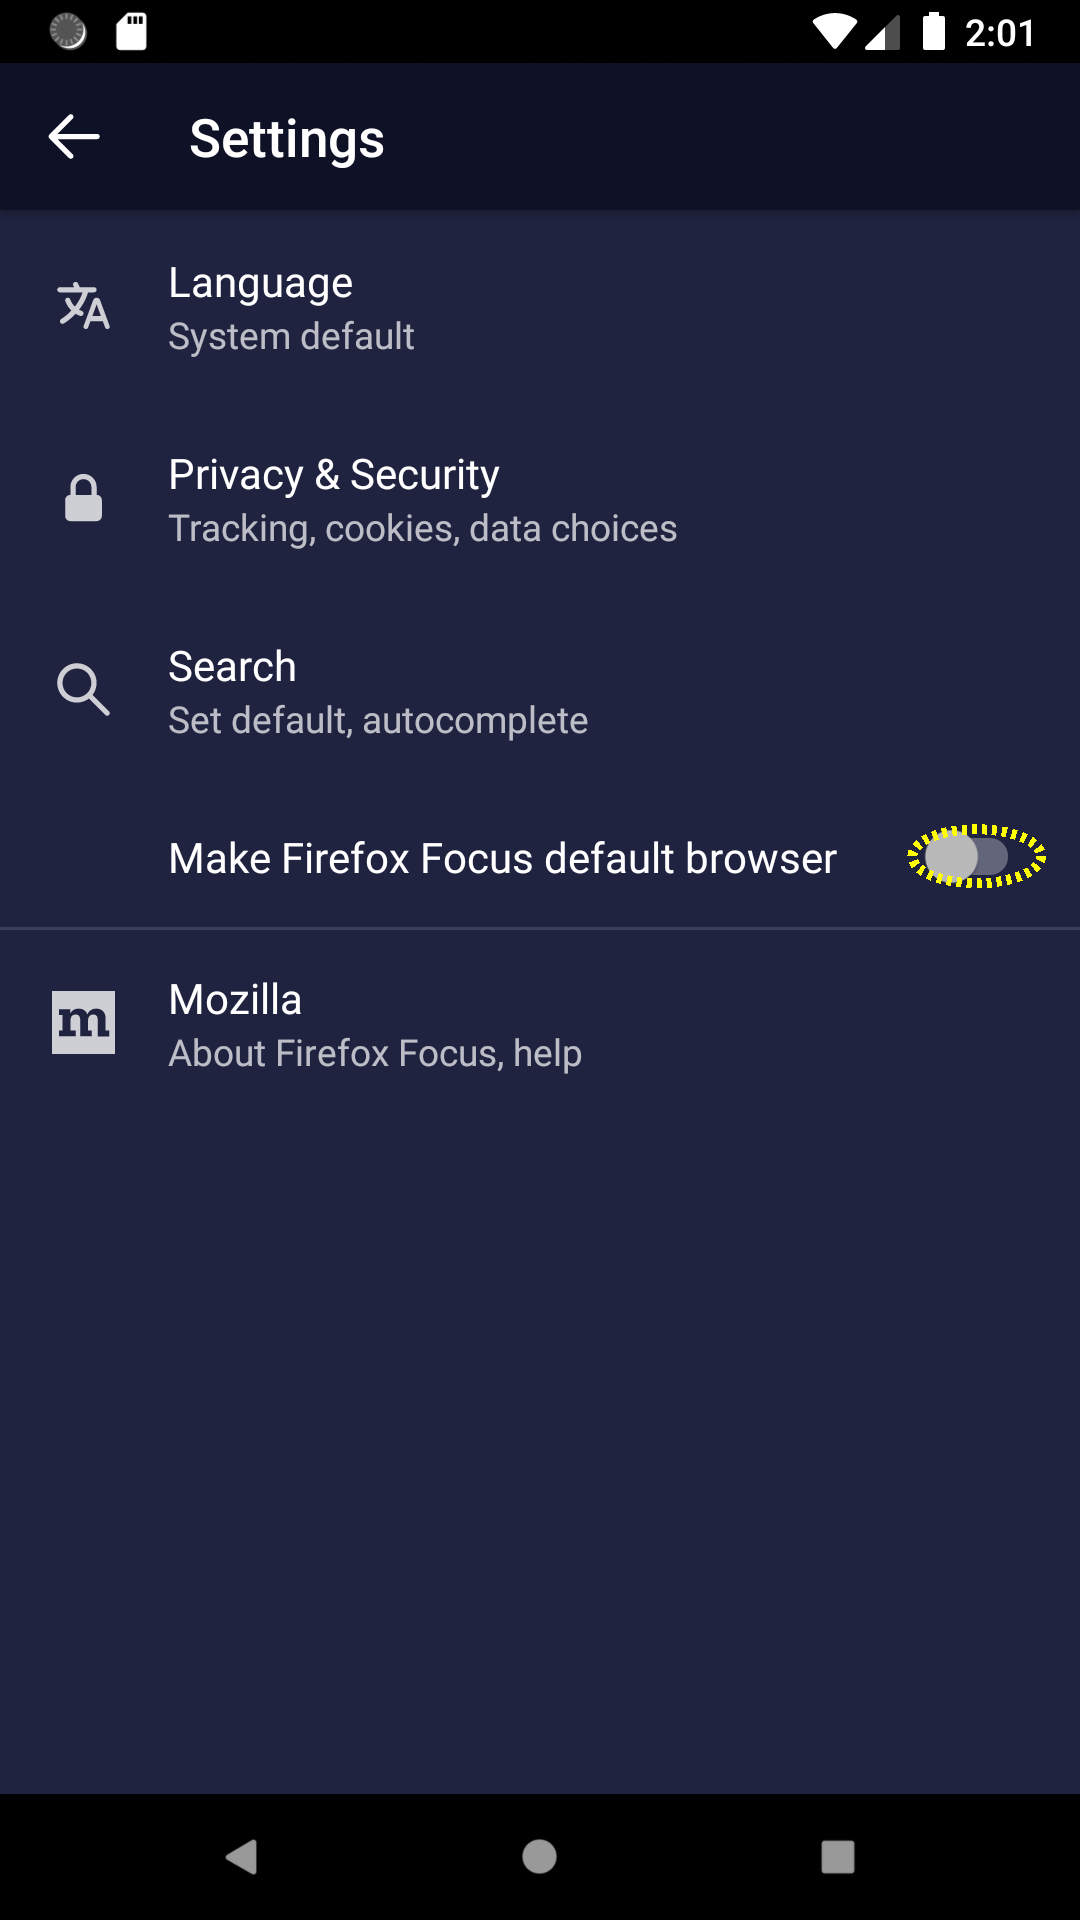 2:01
Settings
Language
System default
Privacy & Security
Tracking, cookies, data choices
Search
Set default, autocomplete
Make Firefox Focus default browser
m
Mozilla
About Firefox Focus, help